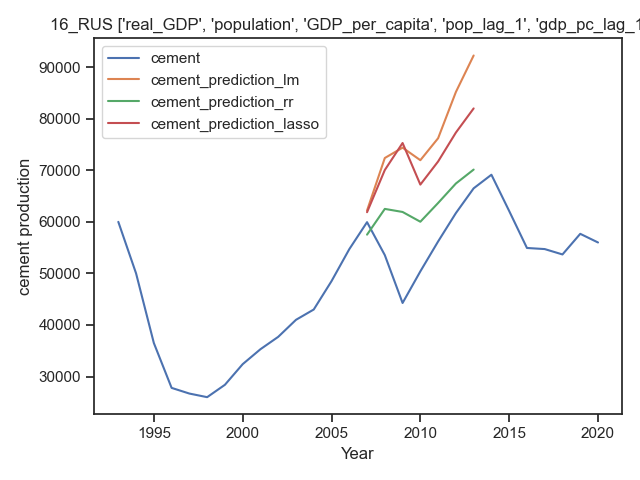 16_RUS ['real_GDP', 'population', 'GDP_per_capita', 'pop_lag_1', 'gdp_pc_lag_1
cement
cement_prediction_lm
cement_prediction_rr
cement_prediction_lasso
90000
80000
70000
60000
50000
40000
30000
cement production
1995
2000
2005
2010
2015
2020
Year